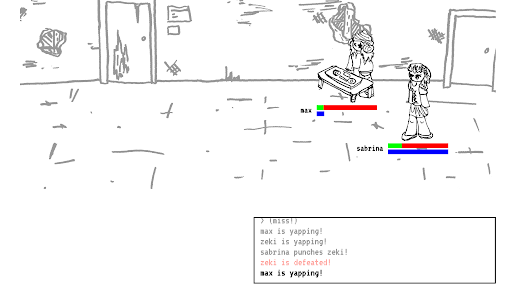 max
sabrina
> (miss!)
max is yapping!
zeki is yapping!
sabrina punches zeki!
zeki is defeated!
max is yapping!